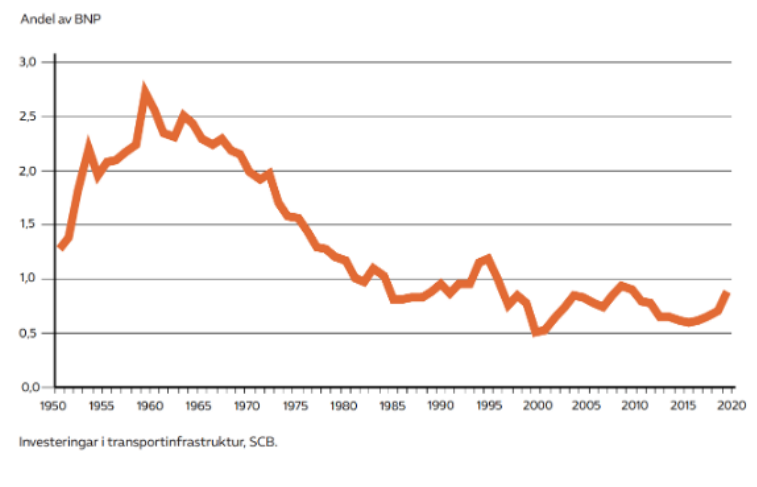 Andel av BNP
3,0
2,5
2,0
1,5
1,0
0,5
0,0
1950 1955 1960 1965 1970 1975 1980 1985 1990 1995 2000 2005 2010 2015 2020
Investeringar i transportinfrastruktur, SCB.